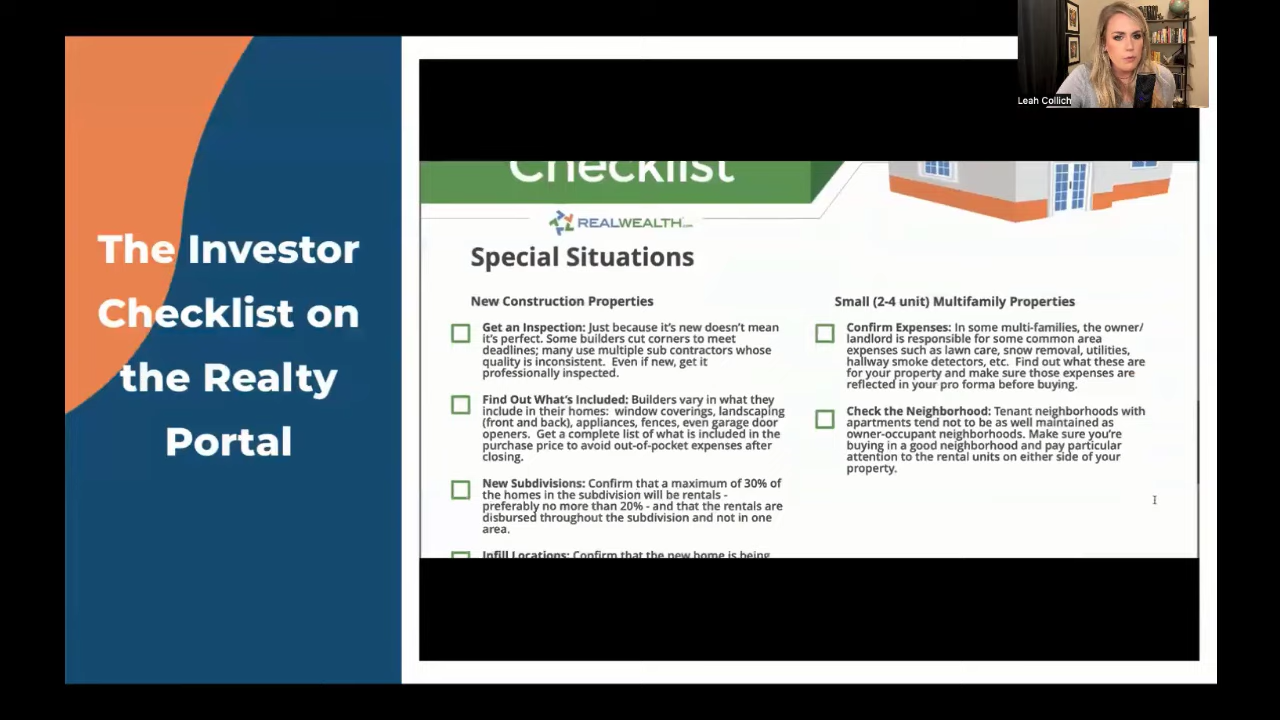 The Investor
Checklist on
the Realty
Portal
Leah Collich
Checklist
REALWEALTH
Special Situations
New Construction Properties
Get an Inspection: Just because it's new doesn't mean
it's perfect. Some builders cut corners to meet
deadlines; many use multiple sub contractors whose
quality is inconsistent. Even if new, get it
professionally inspected.
Find Out What's Included: Builders vary in what they
include in their homes: window coverings, landscaping
(front and back), appliances, fences, even garage door
openers. Get a complete list of what is included in the
purchase price to avoid out-of-pocket expenses after
closing.
New Subdivisions: Confirm that a maximum of 30% of
the homes in the subdivision will be rentals -
preferably no more than 20% - and that the rentals are
disbursed throughout the subdivision and not in one
area.
Infill Locations: Confirm that the new home is being
Small (2-4 unit) Multifamily Properties
Confirm Expenses: In some multi-families, the owner/
landlord is responsible for some common area
expenses such as lawn care, snow removal, utilities,
hallway smoke detectors, etc. Find out what these are
for your property and make sure those expenses are
reflected in your pro forma before buying.
Check the Neighborhood: Tenant neighborhoods with
apartments tend not to be as well maintained as
owner-occupant neighborhoods. Make sure you're
buying in a good neighborhood and pay particular
attention to the rental units on either side of your
property.